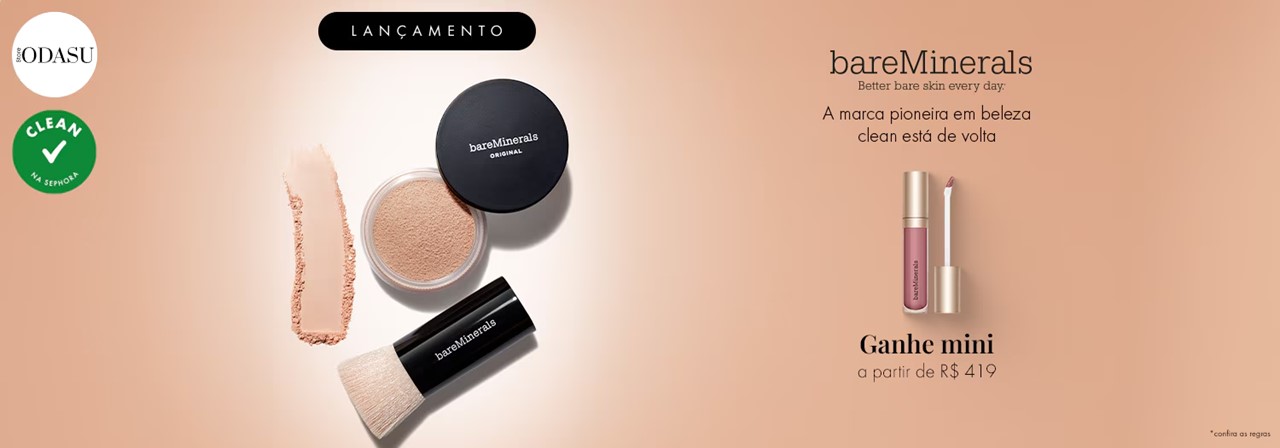 LANÇAMENTO
Store
ODASU
CLEAN
NA SEPHORA
bareMinerals
ORIGINAL
bareMinerals
bareMinerals
Better bare skin every day.
A marca pioneira em beleza
clean está de volta
bareMinerals
Ganhe mini
a partir de R$ 419
*confira as regras